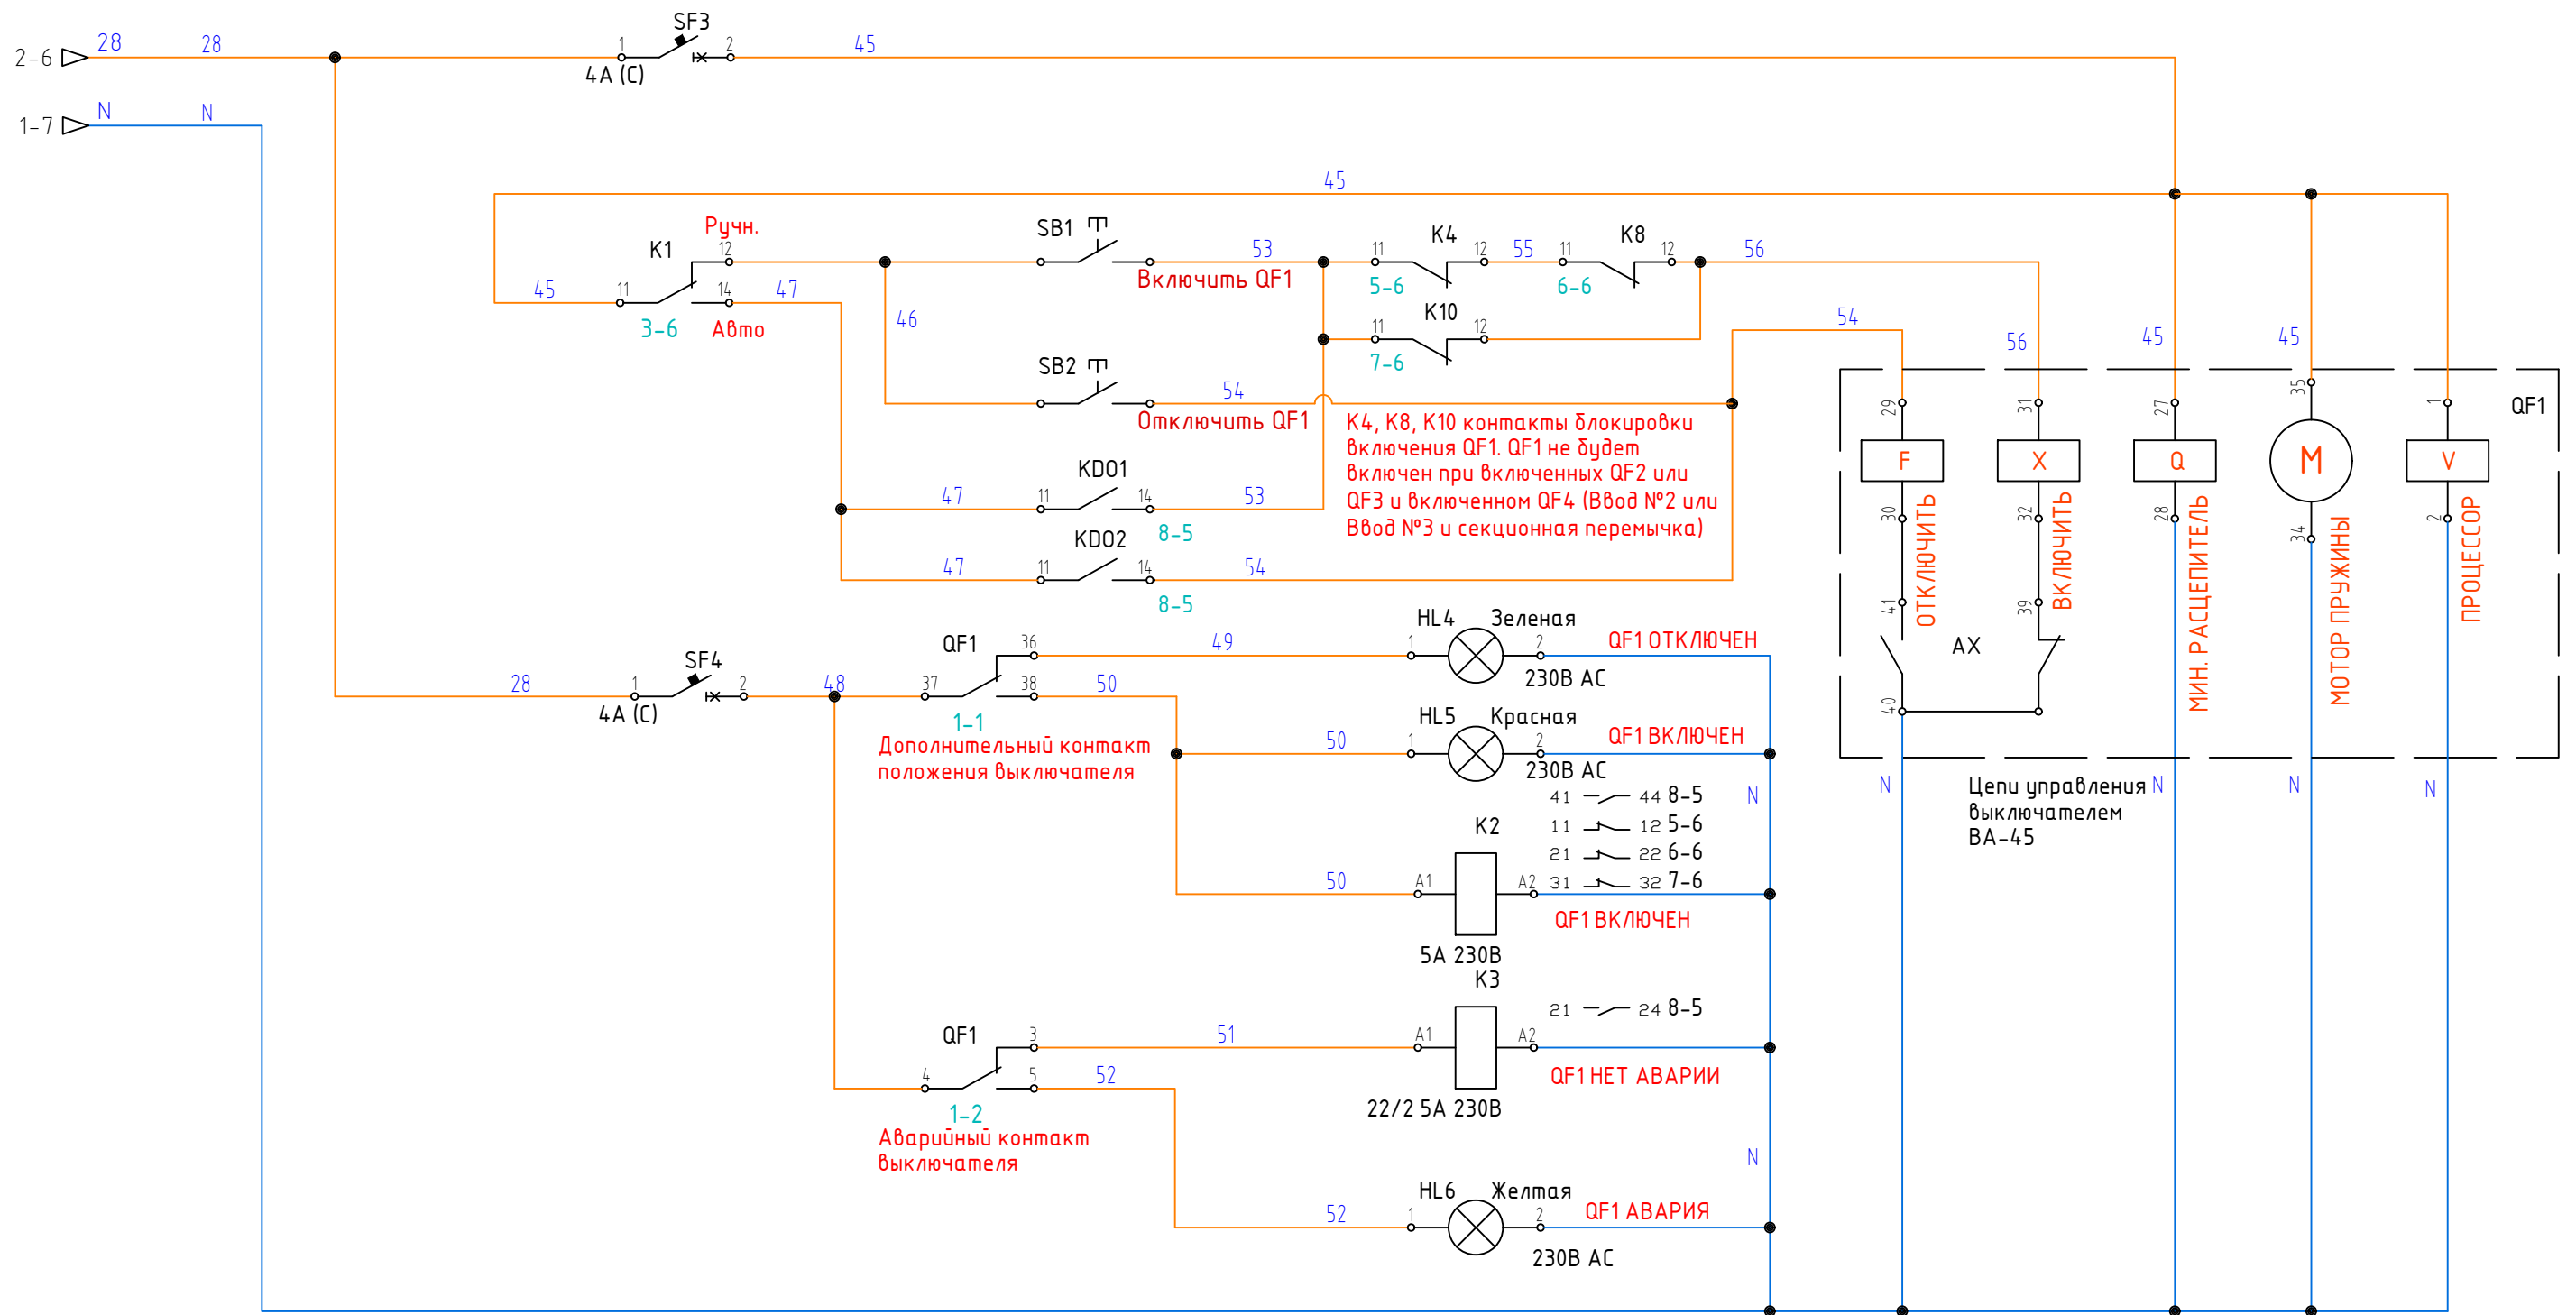 SF3
2-6 28 28 1 2 45
4A (C)
1-7 N N
45
Ручн.
K1 12
45 11 14 47
3-6 Авто
46
SB1
53
Включить QF1
SB2
54
Отключить QF1
K4 K8
11 12 55 11 12 56
5-6 6-6
K10
11 12
7-6
K4, K8, K10 контакты блокировки
включения QF1. QF1 не будет
включен при включенных QF2 или
QF3 и включенном QF4 (Ввод №2 или
Ввод №3 и секционная перемычка)
KDO1
47 11 14 53
8-5
KDO2
47 11 14 54
8-5
54
56
45
45
QF1
29 31 27 35 1
F X Q M V
30 32 28 34 2
ОТКЛЮЧИТЬ
ВКЛЮЧИТЬ
МИН. РАСЦЕПИТЕЛЬ
МОТОР ПРУЖИНЫ
ПРОЦЕССОР
41 39
AX
40
N N N N
Цепи управления
выключателем
ВА-45
SF4
28 1 2 48
4A (C)
QF1 36
37 38
1-1
Дополнительный контакт
положения выключателя
49
50
HL4 Зеленая
1 2
QF1 ОТКЛЮЧЕН
230В AC
HL5 Красная
50 1 2
QF1 ВКЛЮЧЕН
230В AC
N
41 44 8-5
11 12 5-6
21 22 6-6
31 32 7-6
K2
50 A1 A2
QF1 ВКЛЮЧЕН
5A 230В
K3
21 24 8-5
QF1 3
4 5
1-2
Аварийный контакт
выключателя
51 A1 A2
52
QF1 НЕТ АВАРИИ
22/2 5A 230В
N
HL6 Желтая
52 1 2
QF1 АВАРИЯ
230В AC